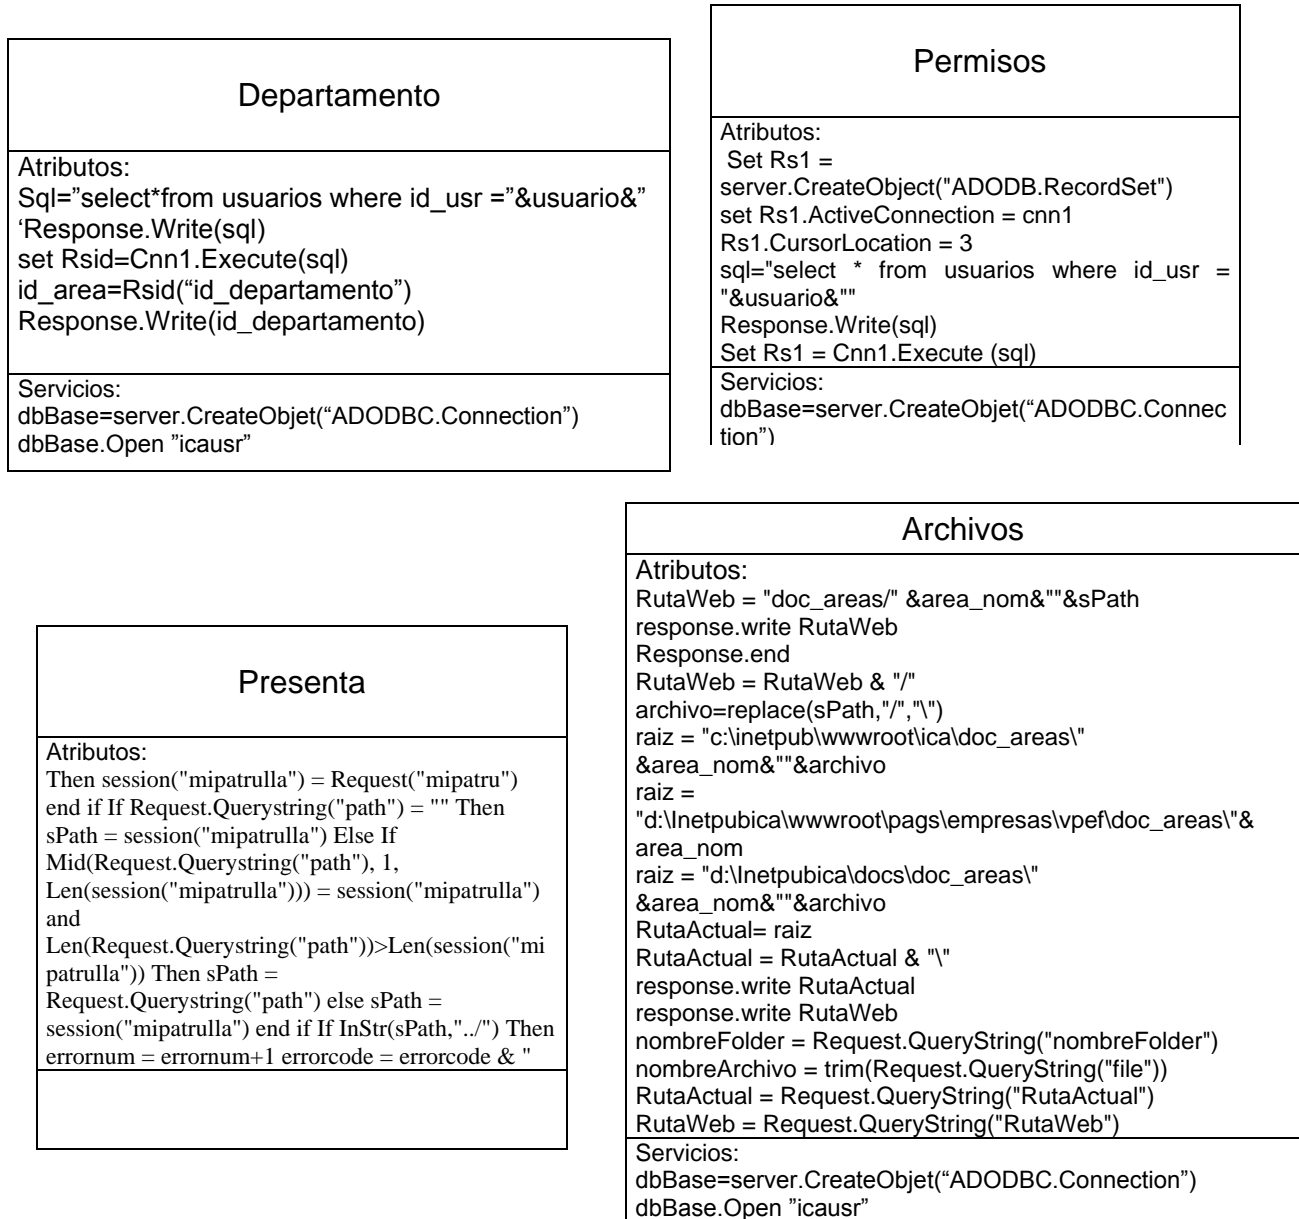 Departamento
Atributos:
Sql=”select*from usuarios where id_usr =”&usuario&”
‘Response.Write(sql)
set Rsid=Cnn1.Execute(sql)
id_area=Rsid(“id_departamento”)
Response.Write(id_departamento)
Servicios:
dbBase=server.CreateObjet(“ADODBC.Connection”)
dbBase.Open ”icausr”
Permisos
Atributos:
Set Rs1 =
server.CreateObject("ADODB.RecordSet")
set Rs1.ActiveConnection = cnn1
Rs1.CursorLocation = 3
sql="select * from usuarios where id_usr =
"&usuario&""
Response.Write(sql)
Set Rs1 = Cnn1.Execute (sql)
Servicios:
dbBase=server.CreateObjet(“ADODBC.Connec
tion”)
Presenta
Atributos:
Then session("mipatrulla") = Request("mipatru")
end if If Request.Querystring("path") = "" Then
sPath = session("mipatrulla") Else If
Mid(Request.Querystring("path"), 1,
Len(session("mipatrulla"))) = session("mipatrulla")
and
Len(Request.Querystring("path"))>Len(session("mi
patrulla")) Then sPath =
Request.Querystring("path") else sPath =
session("mipatrulla") end if If InStr(sPath,"../") Then
errornum = errornum+1 errorcode = errorcode & "
Archivos
Atributos:
RutaWeb = "doc_areas/" &area_nom&""&sPath
response.write RutaWeb
Response.end
RutaWeb = RutaWeb & "/"
archivo=replace(sPath,"/","\")
raiz = "c:\inetpub\wwwroot\ica\doc_areas\"
&area_nom&""&archivo
raiz =
"d:\Inetpubica\wwwroot\pags\empresas\vpef\doc_areas\"&
area_nom
raiz = "d:\Inetpubica\docs\doc_areas\"
&area_nom&""&archivo
RutaActual= raiz
RutaActual = RutaActual & "\"
response.write RutaActual
response.write RutaWeb
nombreFolder = Request.QueryString("nombreFolder")
nombreArchivo = trim(Request.QueryString("file"))
RutaActual = Request.QueryString("RutaActual")
RutaWeb = Request.QueryString("RutaWeb")
Servicios:
dbBase=server.CreateObjet(“ADODBC.Connection”)
dbBase.Open ”icausr”